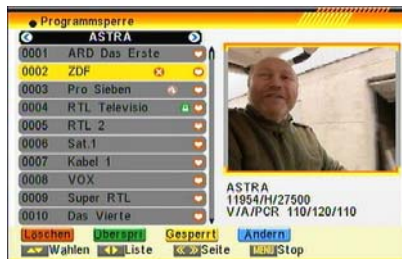 Programmsperre
ASTRA
0001 ARD Das Erste
0002 ZDF
0003 Pro Sieben
0004 RTL Televisio
0005 RTL 2
0006 Sat.1
0007 Kabel 1
0008 VOX
0009 Super RTL
0010 Das Vierte
ASTRA
11954/H/27500
V/A/PCR 110/120/110
Löschen Überspri Gesperrt Ändern
Wahlen Liste Seite MENU Stop